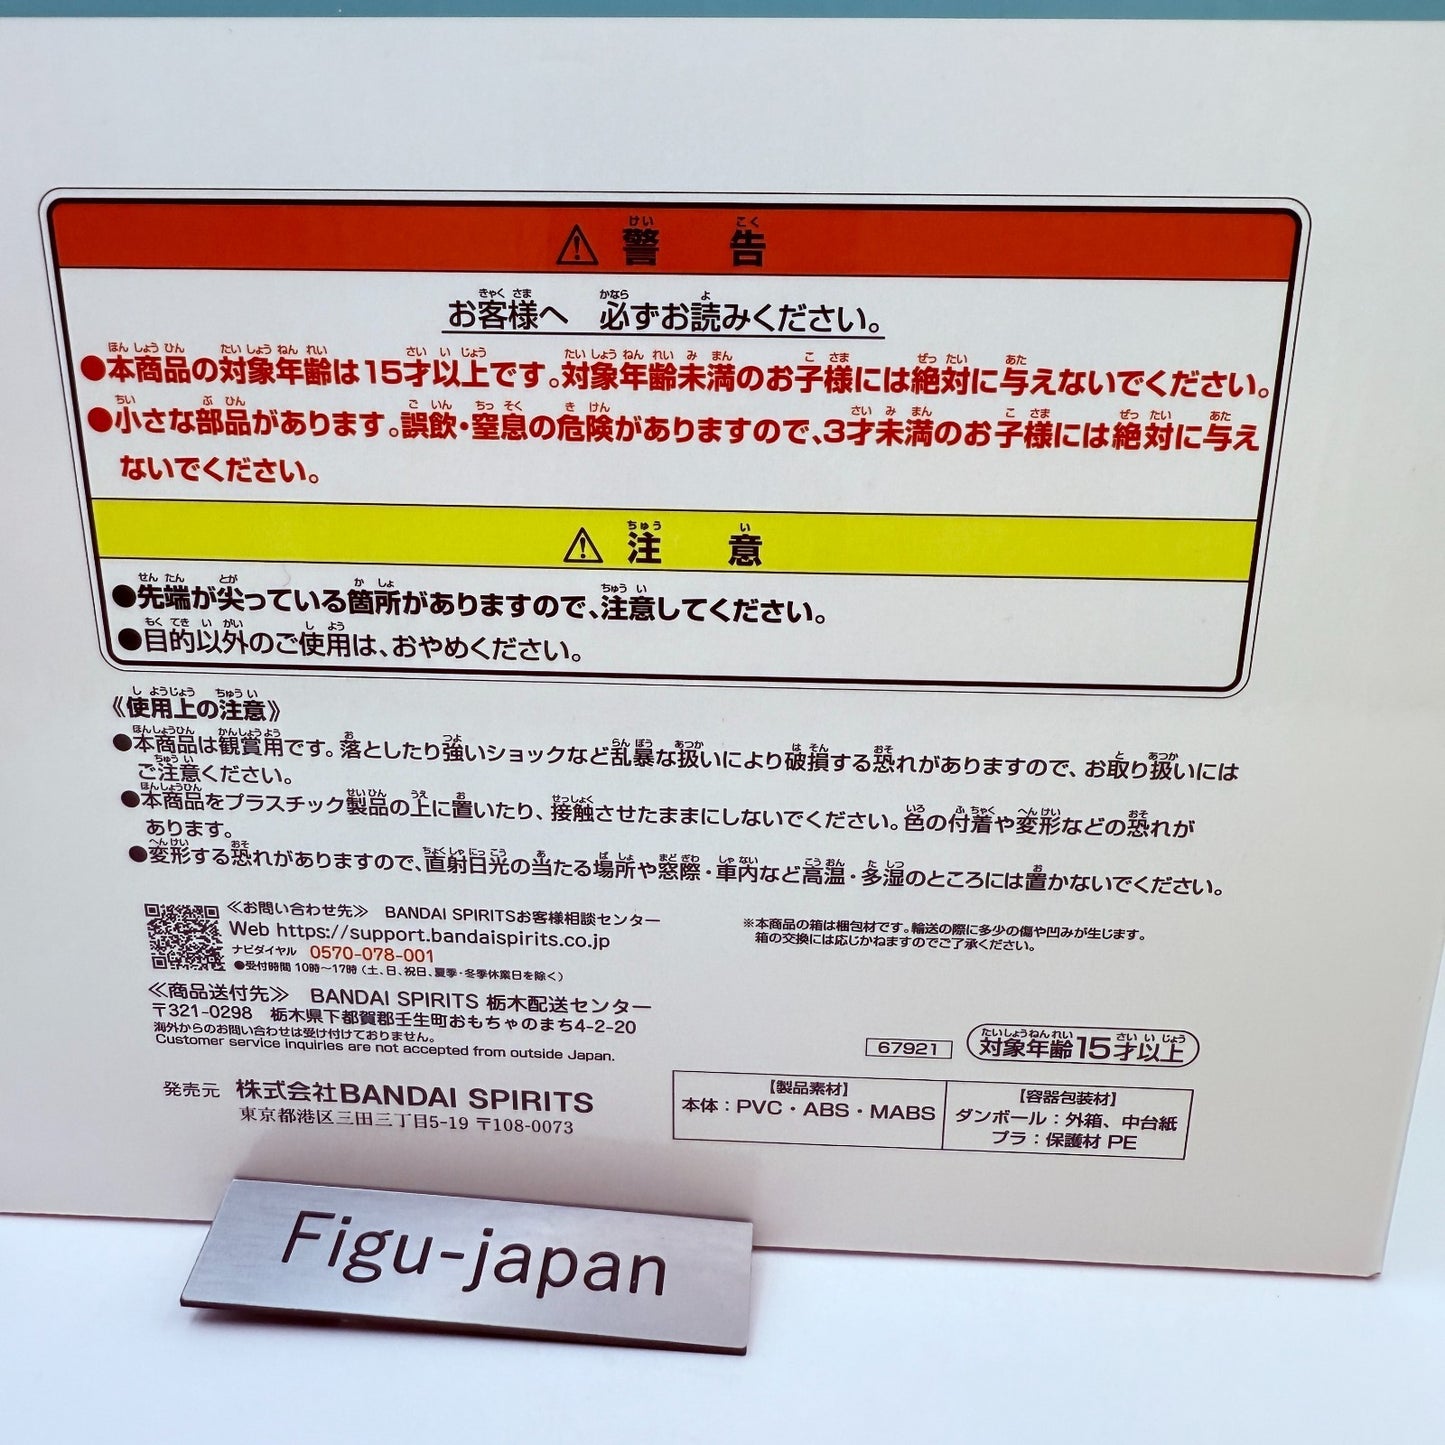 ⚠ 警 告
お客様へ 必ずお読みください。
●本商品の対象年齢は15才以上です。対象年齢未満のお子様には絶対に与えないでください。
●小さな部品があります。誤飲・窒息の危険がありますので、3才未満のお子様には絶対に与え
ないでください。
⚠ 注 意
●先端が尖っている箇所がありますので、注意してください。
●目的以外のご使用は、おやめください。
《使用上の注意》
●本商品は観賞用です。落としたり強いショックなど乱暴な扱いにより破損する恐れがありますので、お取り扱いには
ご注意ください。
●本商品をプラスチック製品の上に置いたり、接触させたままにしないでください。色の付着や変形などの恐れが
あります。
●変形する恐れがありますので、直射日光の当たる場所や窓際・車内など高温・多湿のところには置かないでください。
≪お問い合わせ先≫ BANDAI SPIRITSお客様相談センター
Web https://support.bandaispirits.co.jp
ナビダイヤル 0570-078-001
●受付時間 10時～17時(土、日、祝日、夏季・冬季休業日を除く)
※本商品の箱は梱包材です。輸送の際に多少の傷や凹みが生じます。
箱の交換には応じかねますのでご了承ください。
≪商品送付先≫ BANDAI SPIRITS 栃木配送センター
〒321-0298 栃木県下都賀郡壬生町おもちゃのまち4-2-20
海外からのお問い合わせは受け付けておりません。
Customer service inquiries are not accepted from outside Japan.
67921
対象年齢15才以上
発売元 株式会社BANDAI SPIRITS
東京都港区三田三丁目5-19 〒108-0073
【製品素材】
本体：PVC・ABS・MABS
【容器包装材】
ダンボール：外箱、中台紙
プラ：保護材 PE
Figu-japan